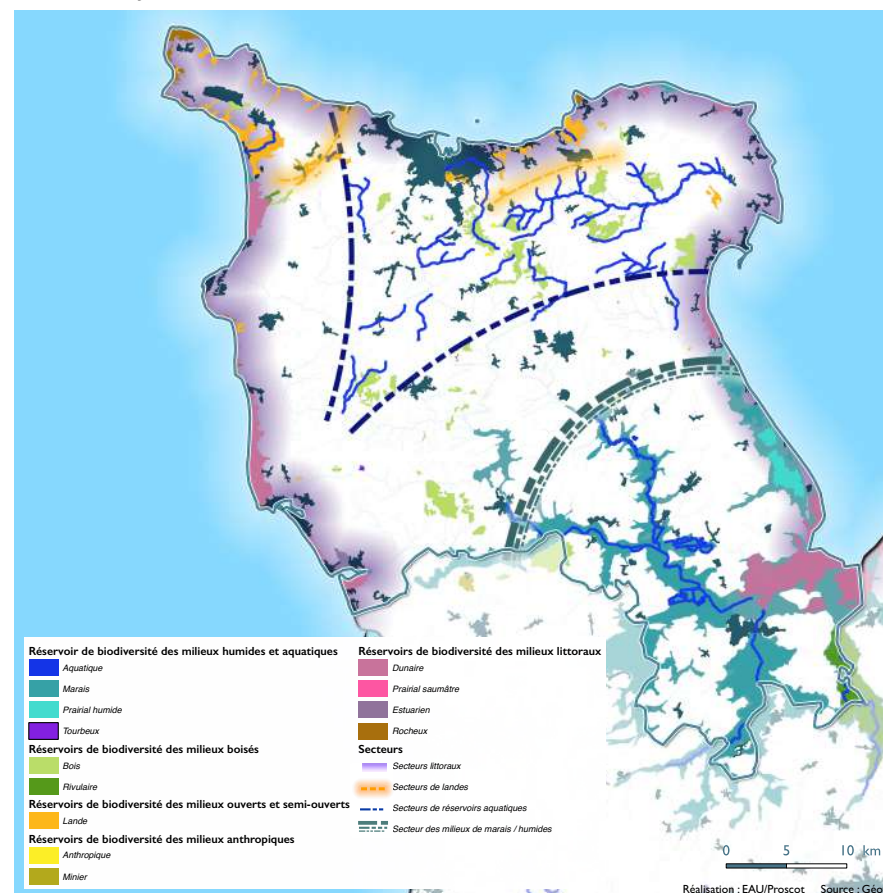 Réservoir de biodiversité des milieux humides et aquatiques
Aquatique
Marais
Prairial humide
Tourbeux
Réservoirs de biodiversité des milieux boisés
Bois
Rivulaire
Réservoirs de biodiversité des milieux ouverts et semi-ouverts
Lande
Réservoirs de biodiversité des milieux anthropiques
Anthropique
Minier
Réservoirs de biodiversité des milieux littoraux
Dunaire
Prairial saumâtre
Estuarien
Rocheux
Secteurs
Secteurs littoraux
Secteurs de landes
Secteurs de réservoirs aquatiques
Secteur des milieux de marais / humides
0 5 10 km
Réalisation : EAU/Proscot Source : Géo